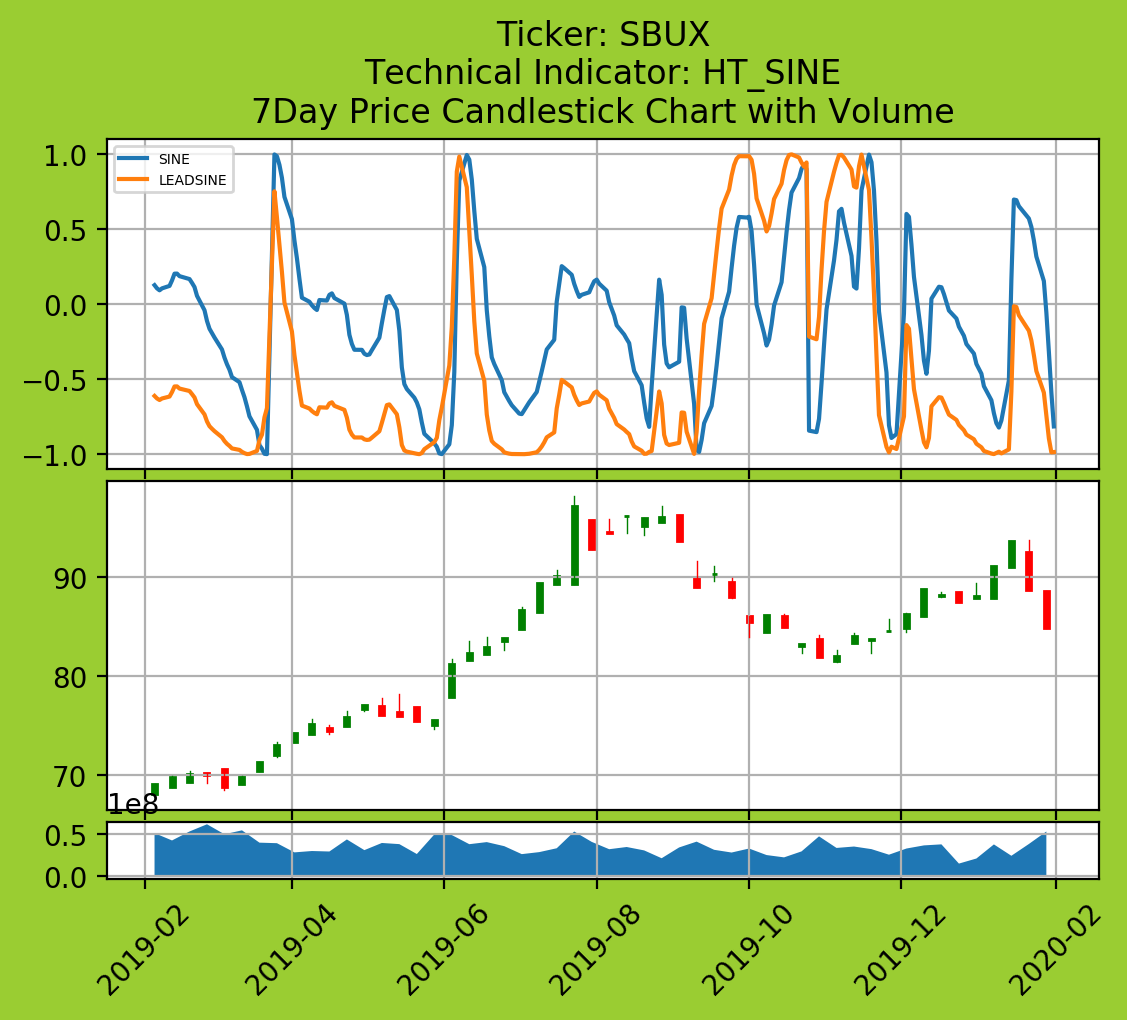 Ticker: SBUX
Technical Indicator: HT_SINE
7Day Price Candlestick Chart with Volume
SINE
LEADSINE
1.0
0.5
0.0
−0.5
−1.0
90
80
70
1e8
0.5
0.0
2019-02
2019-04
2019-06
2019-08
2019-10
2019-12
2020-02